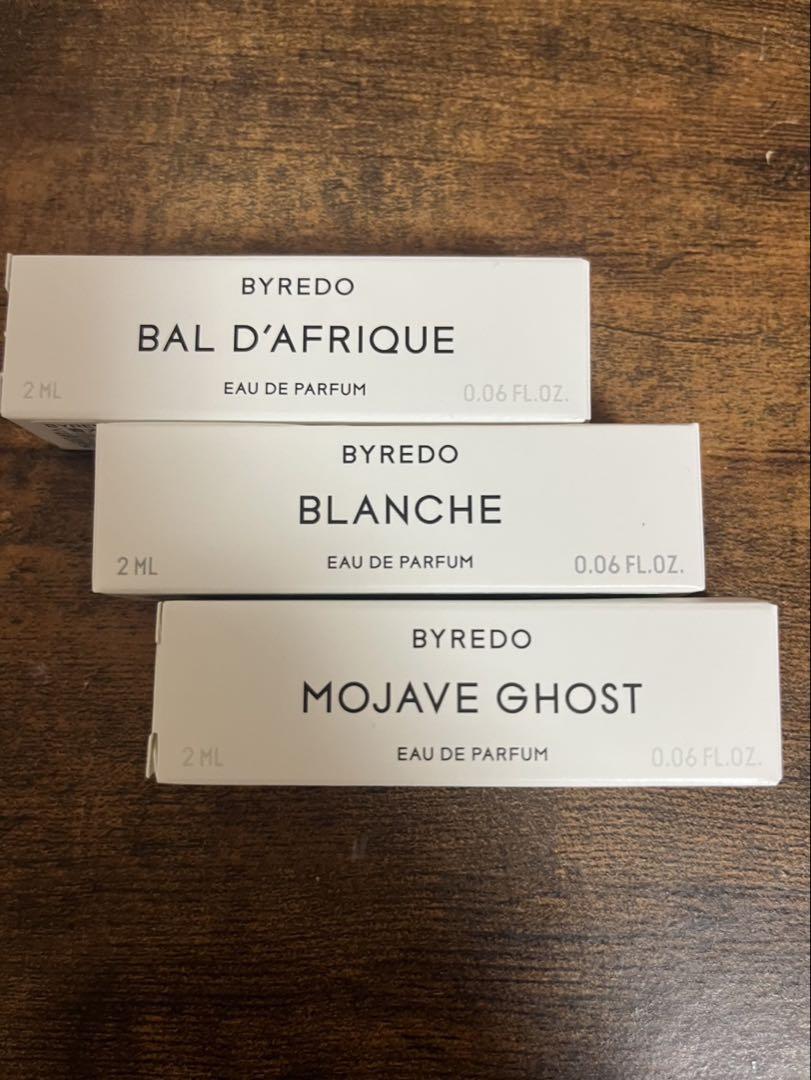 BYREDO
BAL D'AFRIQUE
2 ML EAU DE PARFUM 0.06 FL.OZ.
BYREDO
BLANCHE
2 ML EAU DE PARFUM 0.06 FL.OZ.
BYREDO
MOJAVE GHOST
2 ML EAU DE PARFUM 0.06 FL.OZ.